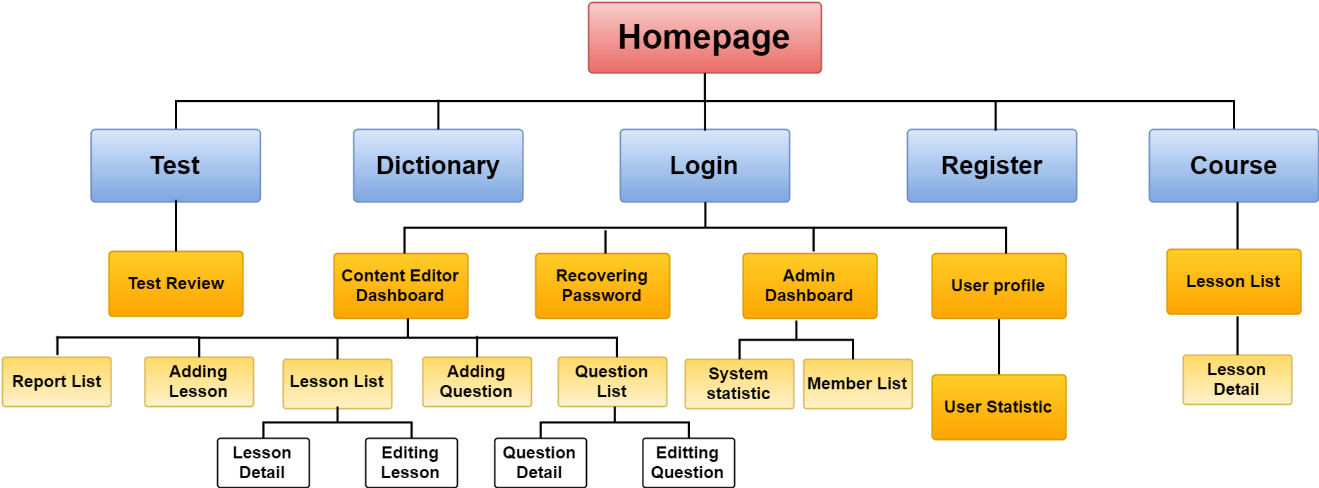 Homepage
Test
Dictionary
Login
Register
Course
Test Review
Content Editor
Dashboard
Recovering
Password
Admin
Dashboard
User profile
Lesson List
Report List
Adding
Lesson
Lesson List
Adding
Question
Question
List
System
statistic
Member List
User Statistic
Lesson
Detail
Lesson
Detail
Editing
Lesson
Question
Detail
Editting
Question